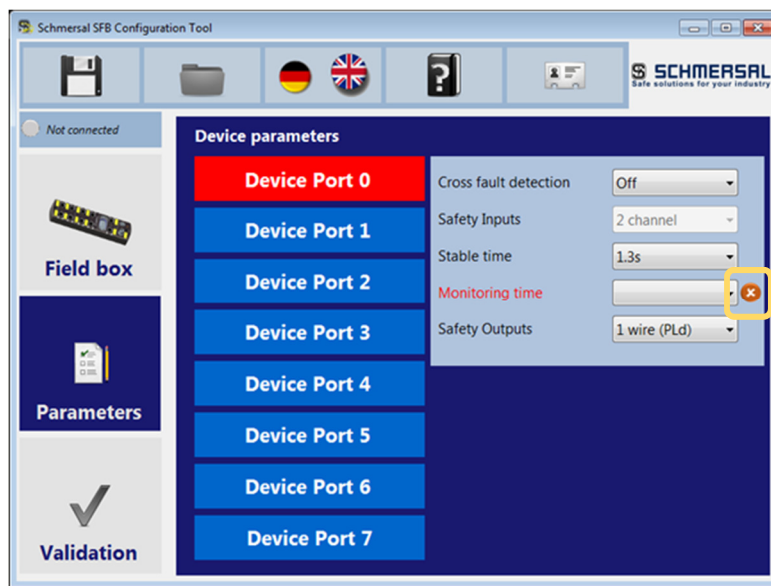 Schmersal SFB Configuration Tool
SCHMERSAL
Safe solutions for your industry
Not connected
Field box
Parameters
Validation
Device parameters
Device Port 0
Device Port 1
Device Port 2
Device Port 3
Device Port 4
Device Port 5
Device Port 6
Device Port 7
Cross fault detection Off
Safety Inputs 2 channel
Stable time 1.3s
Monitoring time
Safety Outputs 1 wire (PLd)